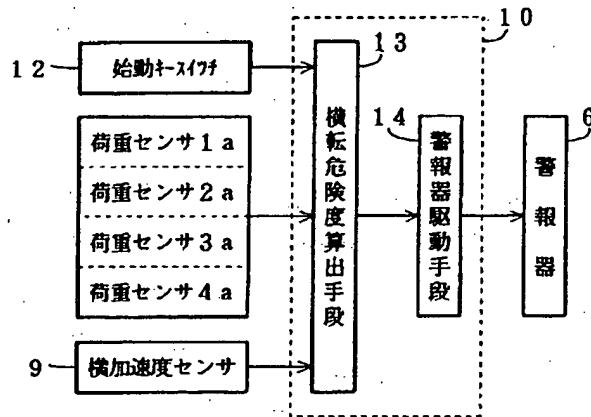 10
13
12
始動キースイッチ
荷重センサ1a
荷重センサ2a
荷重センサ3a
荷重センサ4a
9
横加速度センサ
横転危険度算出手段
14
警報器駆動手段
6
警報器